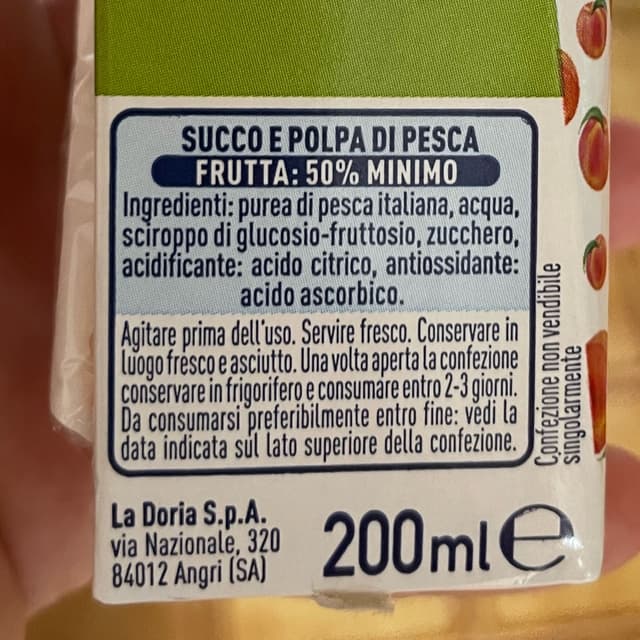 SUCCO E POLPA DI PESCA
FRUTTA: 50% MINIMO
Ingredienti: purea di pesca italiana, acqua,
sciroppo di glucosio-fruttosio, zucchero,
acidificante: acido citrico, antiossidante:
acido ascorbico.
Agitare prima dell'uso. Servire fresco. Conservare in
luogo fresco e asciutto. Una volta aperta la confezione
conservare in frigorifero e consumare entro 2-3 giorni.
Da consumarsi preferibilmente entro fine: vedi la
data indicata sul lato superiore della confezione.
Confezione non vendibile
singolarmente
La Doria S.p.A.
via Nazionale, 320
84012 Angri (SA)
200ml e